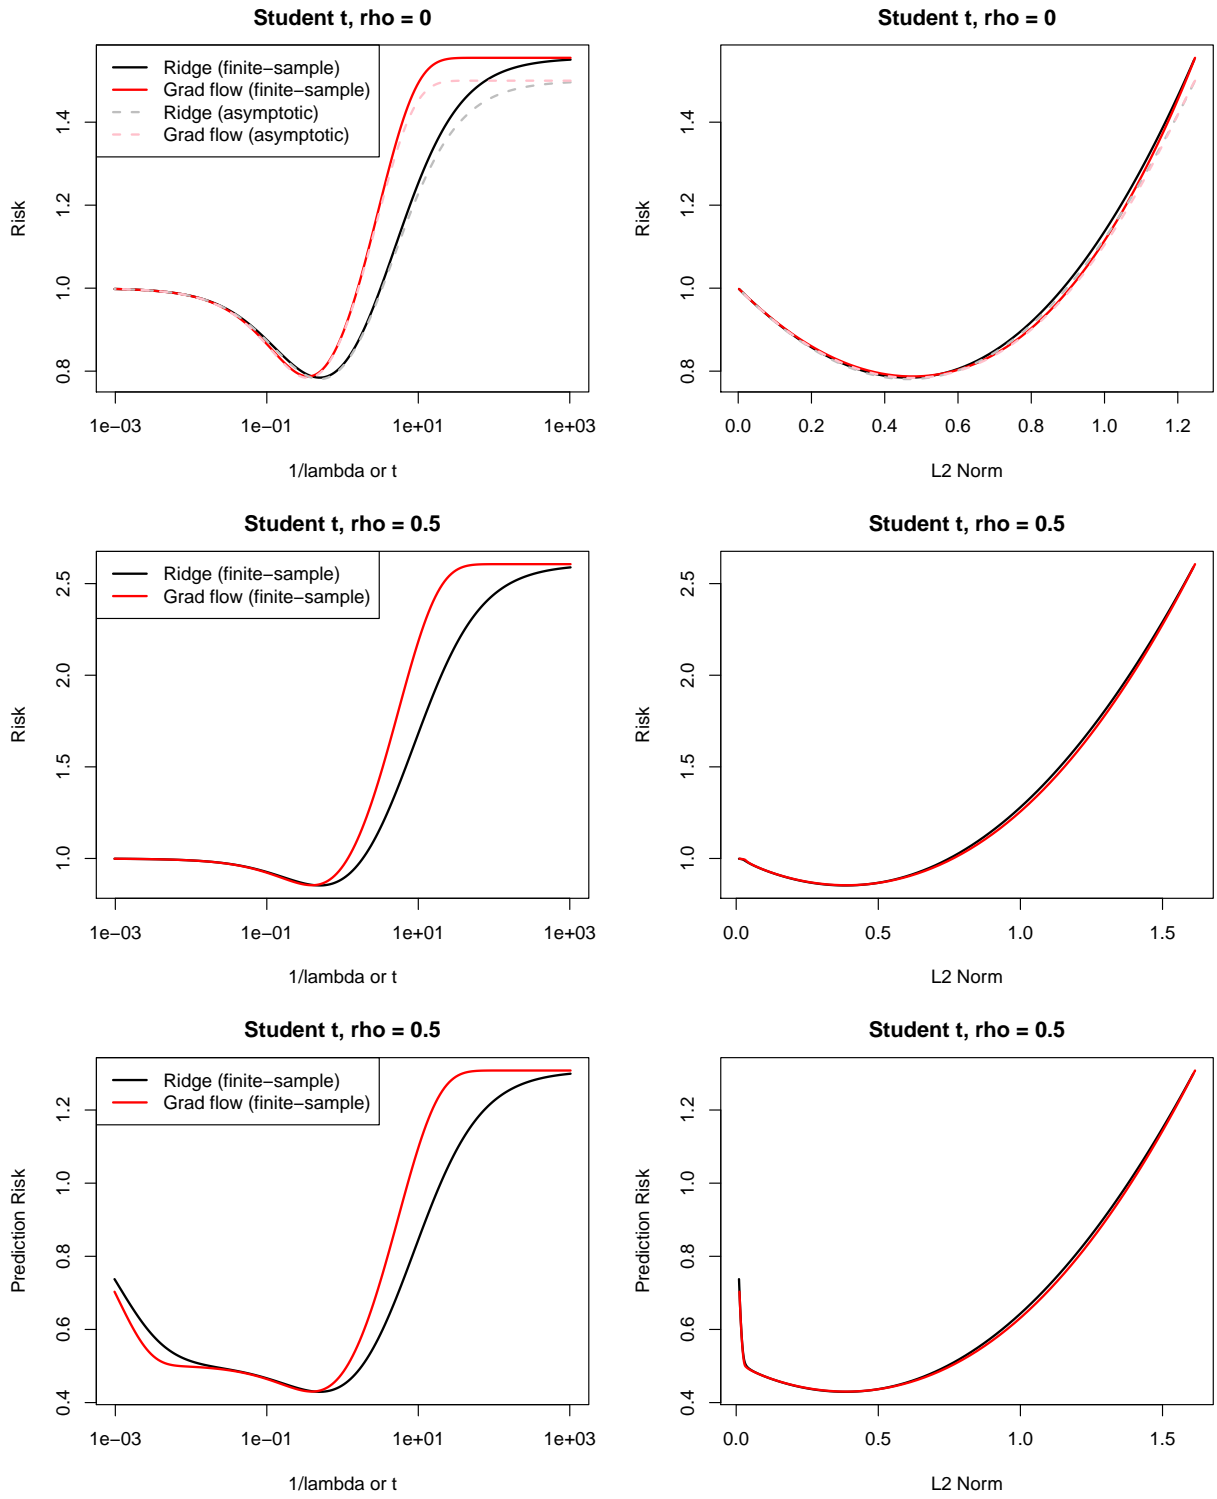 Student t, rho = 0
Ridge (finite−sample)
Grad flow (finite−sample)
Ridge (asymptotic)
Grad flow (asymptotic)
0.8 1.0 1.2 1.4
Risk
1e−03 1e−01 1e+01 1e+03
1/lambda or t
Student t, rho = 0
0.8 1.0 1.2 1.4
Risk
0.0 0.2 0.4 0.6 0.8 1.0 1.2
L2 Norm
Student t, rho = 0.5
Ridge (finite−sample)
Grad flow (finite−sample)
1.0 1.5 2.0 2.5
Risk
1e−03 1e−01 1e+01 1e+03
1/lambda or t
Student t, rho = 0.5
1.0 1.5 2.0 2.5
Risk
0.0 0.5 1.0 1.5
L2 Norm
Student t, rho = 0.5
Ridge (finite−sample)
Grad flow (finite−sample)
0.4 0.6 0.8 1.0 1.2
Prediction Risk
1e−03 1e−01 1e+01 1e+03
1/lambda or t
Student t, rho = 0.5
0.4 0.6 0.8 1.0 1.2
Prediction Risk
0.0 0.5 1.0 1.5
L2 Norm